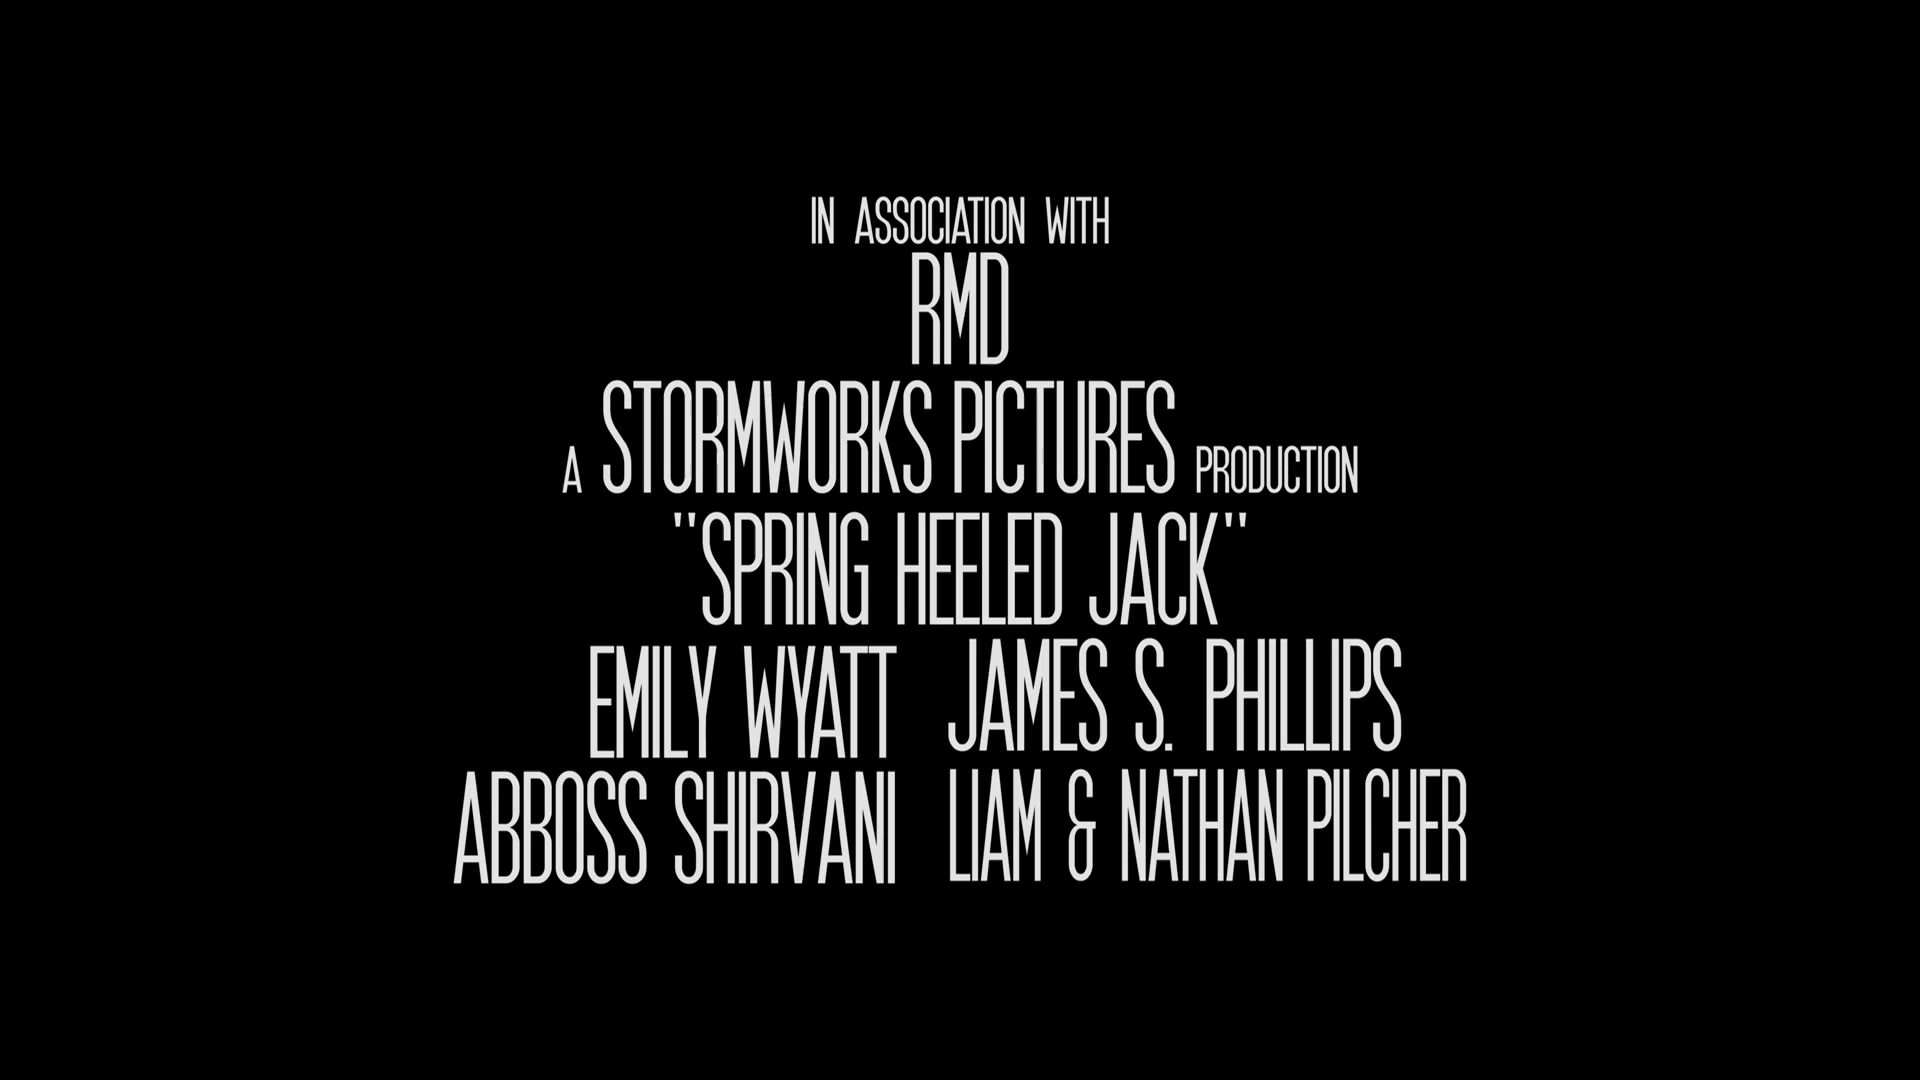 IN ASSOCIATION WITH
RMD
A STORMWORKS PICTURES PRODUCTION
"SPRING HEELED JACK"
EMILY WYATT JAMES S. PHILLIPS
ABBOSS SHIRVANI LIAM & NATHAN PILCHER